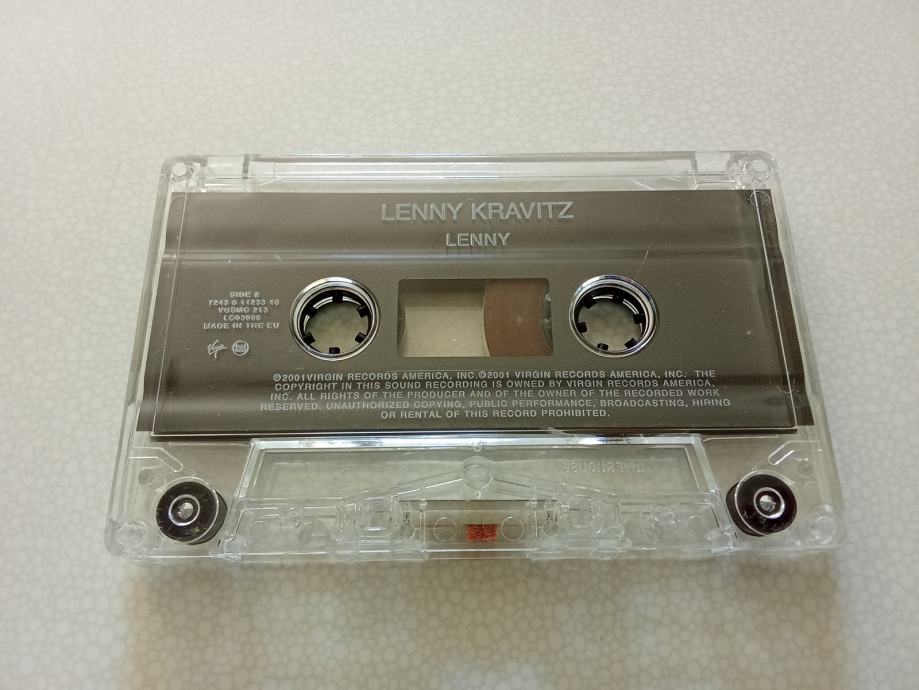 LENNY KRAVITZ
LENNY
SIDE 2
7243 8 11233 40
VUSMC 213
LC03098
MADE IN THE EU
Virgin
℗2001VIRGIN RECORDS AMERICA, INC.©2001 VIRGIN RECORDS AMERICA, INC. THE
COPYRIGHT IN THIS SOUND RECORDING IS OWNED BY VIRGIN RECORDS AMERICA,
INC. ALL RIGHTS OF THE PRODUCER AND OF THE OWNER OF THE RECORDED WORK
RESERVED. UNAUTHORIZED COPYING, PUBLIC PERFORMANCE, BROADCASTING, HIRING
OR RENTAL OF THIS RECORD PROHIBITED.